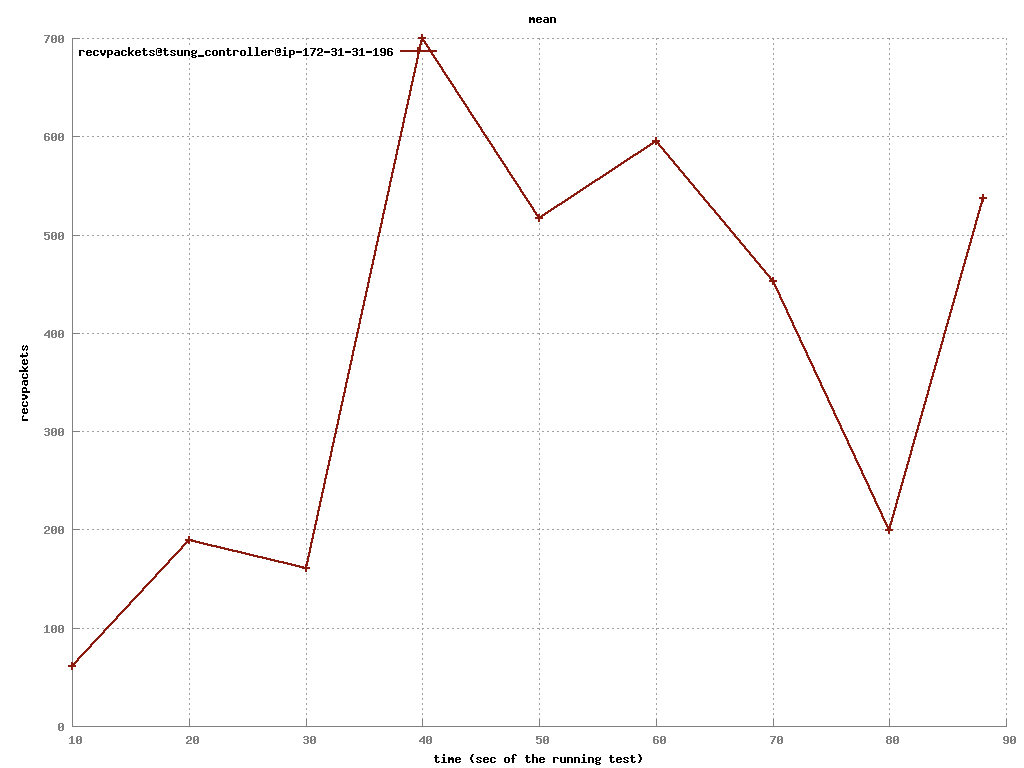 mean
700
recvpackets@tsung_controller@ip-172-31-31-196
600
500
400
recvpackets
300
200
100
0
10 20 30 40 50 60 70 80 90
time (sec of the running test)